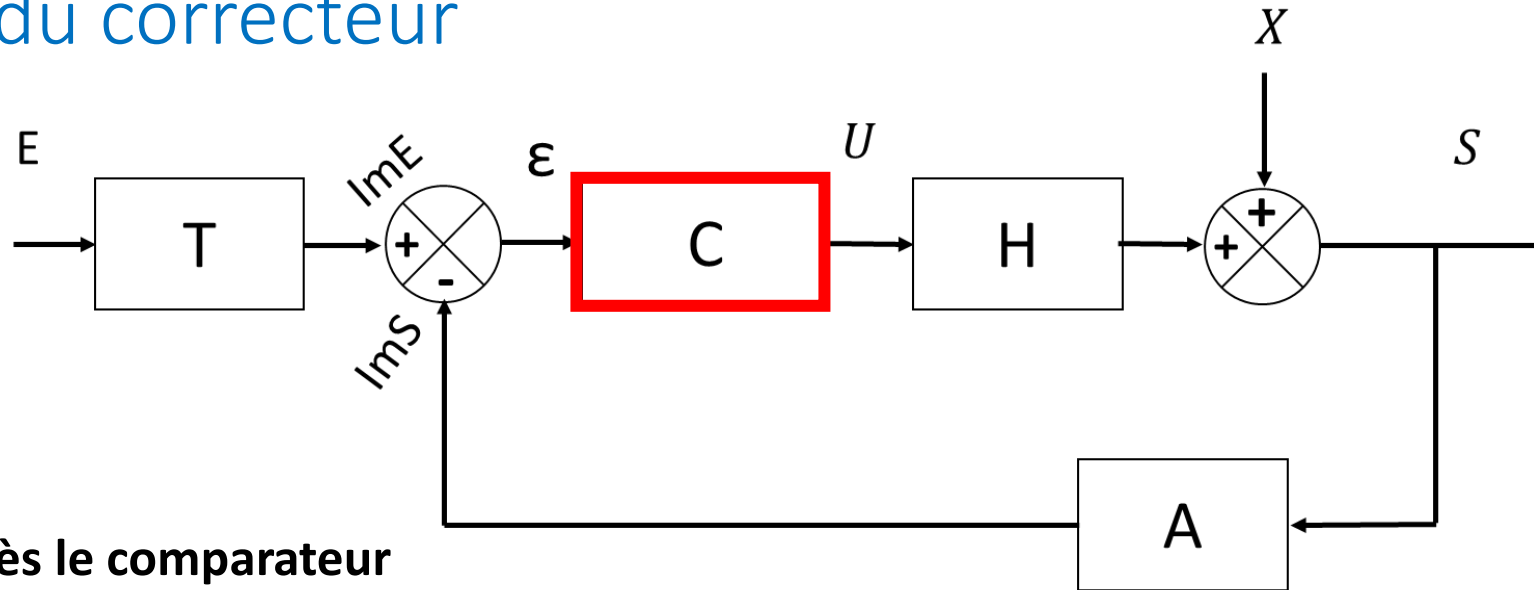 du correcteur
X
E
ImE
ε
U
S
T
+
-
C
H
+
+
ImS
A
ès le comparateur